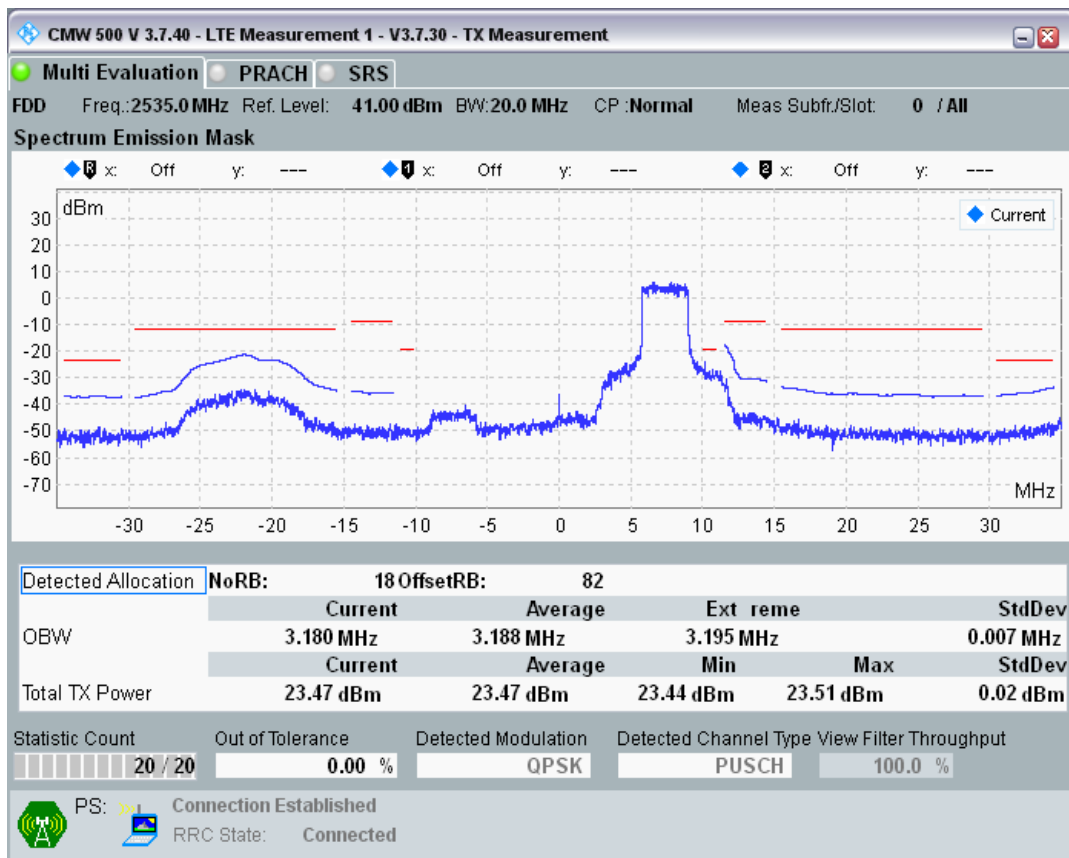 CMW 500 V 3.7.40 - LTE Measurement 1 - V3.7.30 - TX Measurement
Multi Evaluation PRACH SRS
FDD Freq.:2535.0 MHz Ref. Level: 41.00 dBm BW:20.0 MHz CP :Normal Meas Subfr./Slot: 0 / All
Spectrum Emission Mask
R x: Off y: --- 1 x: Off y: --- 2 x: Off y: ---
dBm
Current
30
20
10
0
-10
-20
-30
-40
-50
-60
-70
MHz
-30 -25 -20 -15 -10 -5 0 5 10 15 20 25 30
Detected Allocation NoRB: 18 OffsetRB: 82
Current Average Ext reme StdDev
OBW 3.180 MHz 3.188 MHz 3.195 MHz 0.007 MHz
Current Average Min Max StdDev
Total TX Power 23.47 dBm 23.47 dBm 23.44 dBm 23.51 dBm 0.02 dBm
Statistic Count Out of Tolerance Detected Modulation Detected Channel Type View Filter Throughput
20 / 20 0.00 % QPSK PUSCH 100.0 %
PS: Connection Established
RRC State: Connected